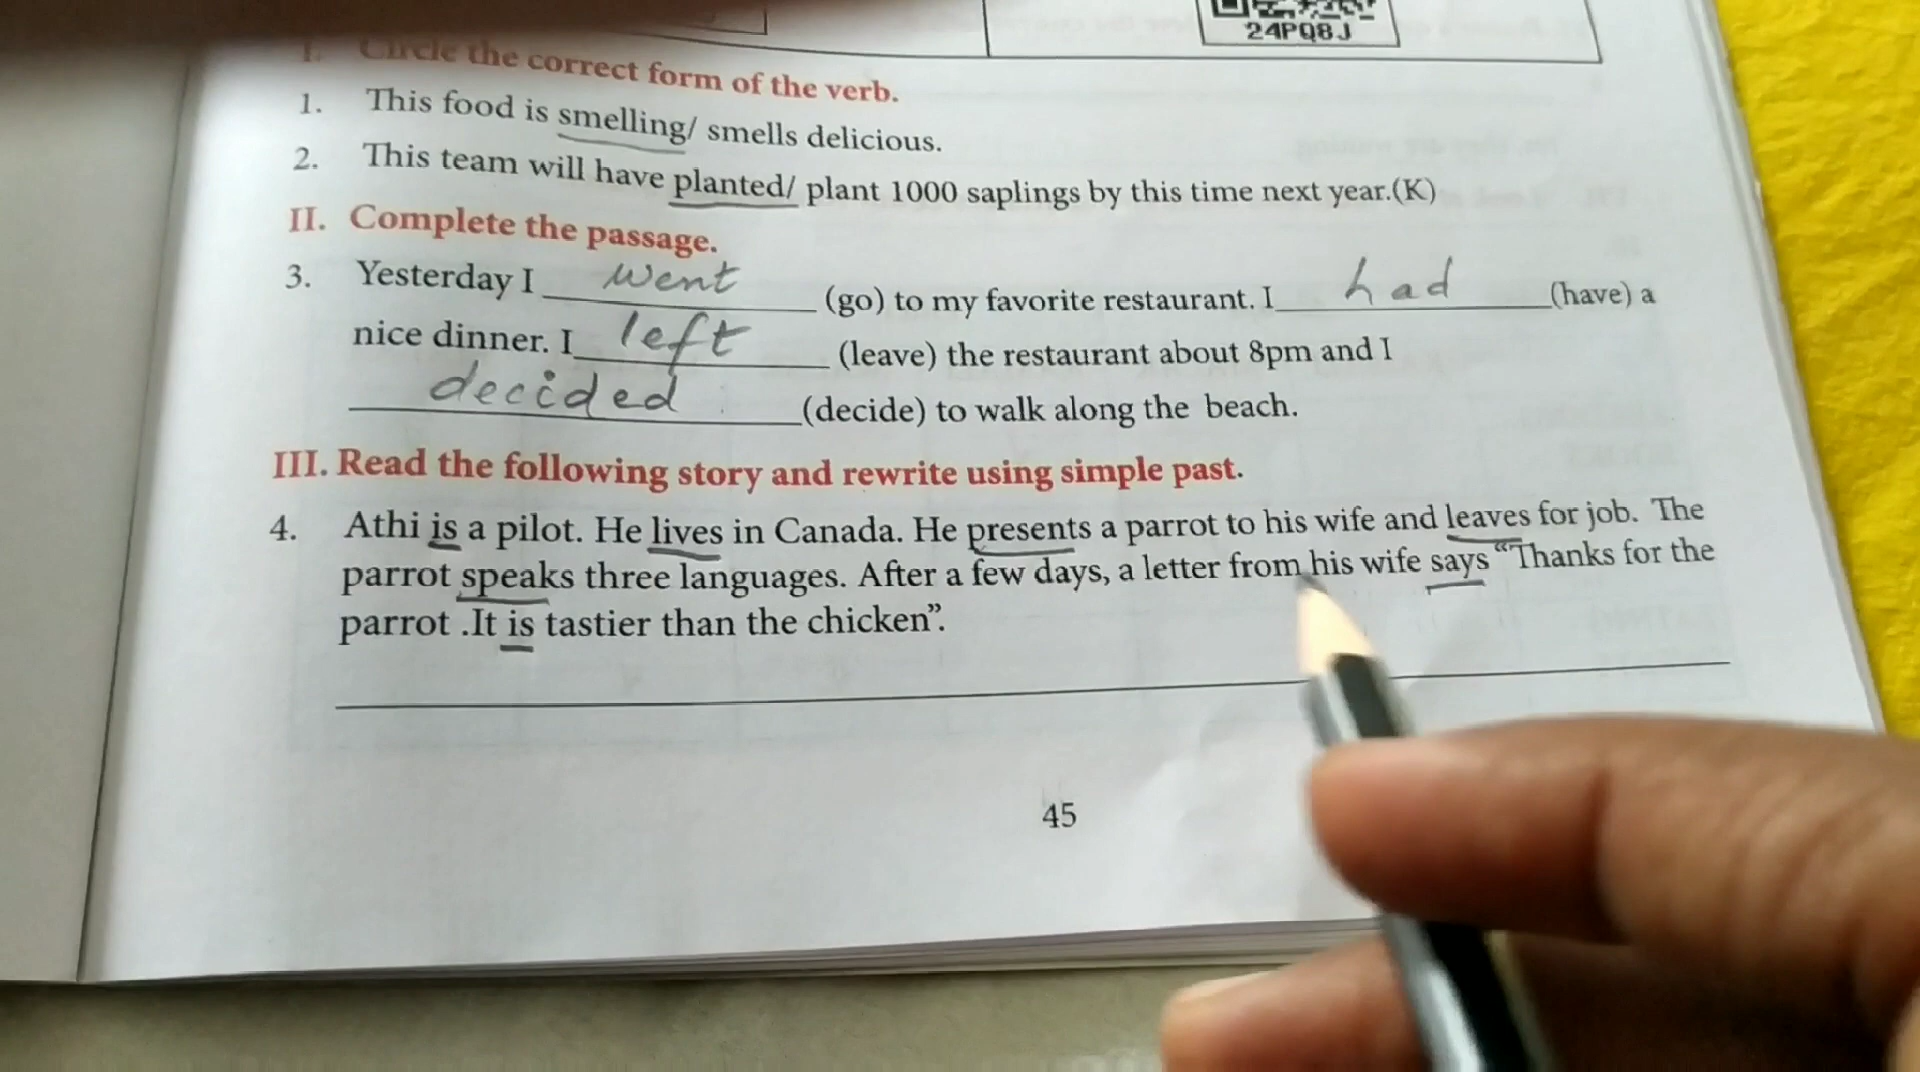 24PQ8J
I. Circle the correct form of the verb.
1. This food is smelling/ smells delicious.
2. This team will have planted/ plant 1000 saplings by this time next year.(K)
II. Complete the passage.
3. Yesterday I went (go) to my favorite restaurant. I had (have) a
nice dinner. I left (leave) the restaurant about 8pm and I
decided (decide) to walk along the beach.
III. Read the following story and rewrite using simple past.
4. Athi is a pilot. He lives in Canada. He presents a parrot to his wife and leaves for job. The
parrot speaks three languages. After a few days, a letter from his wife says “Thanks for the
parrot .It is tastier than the chicken”.
45